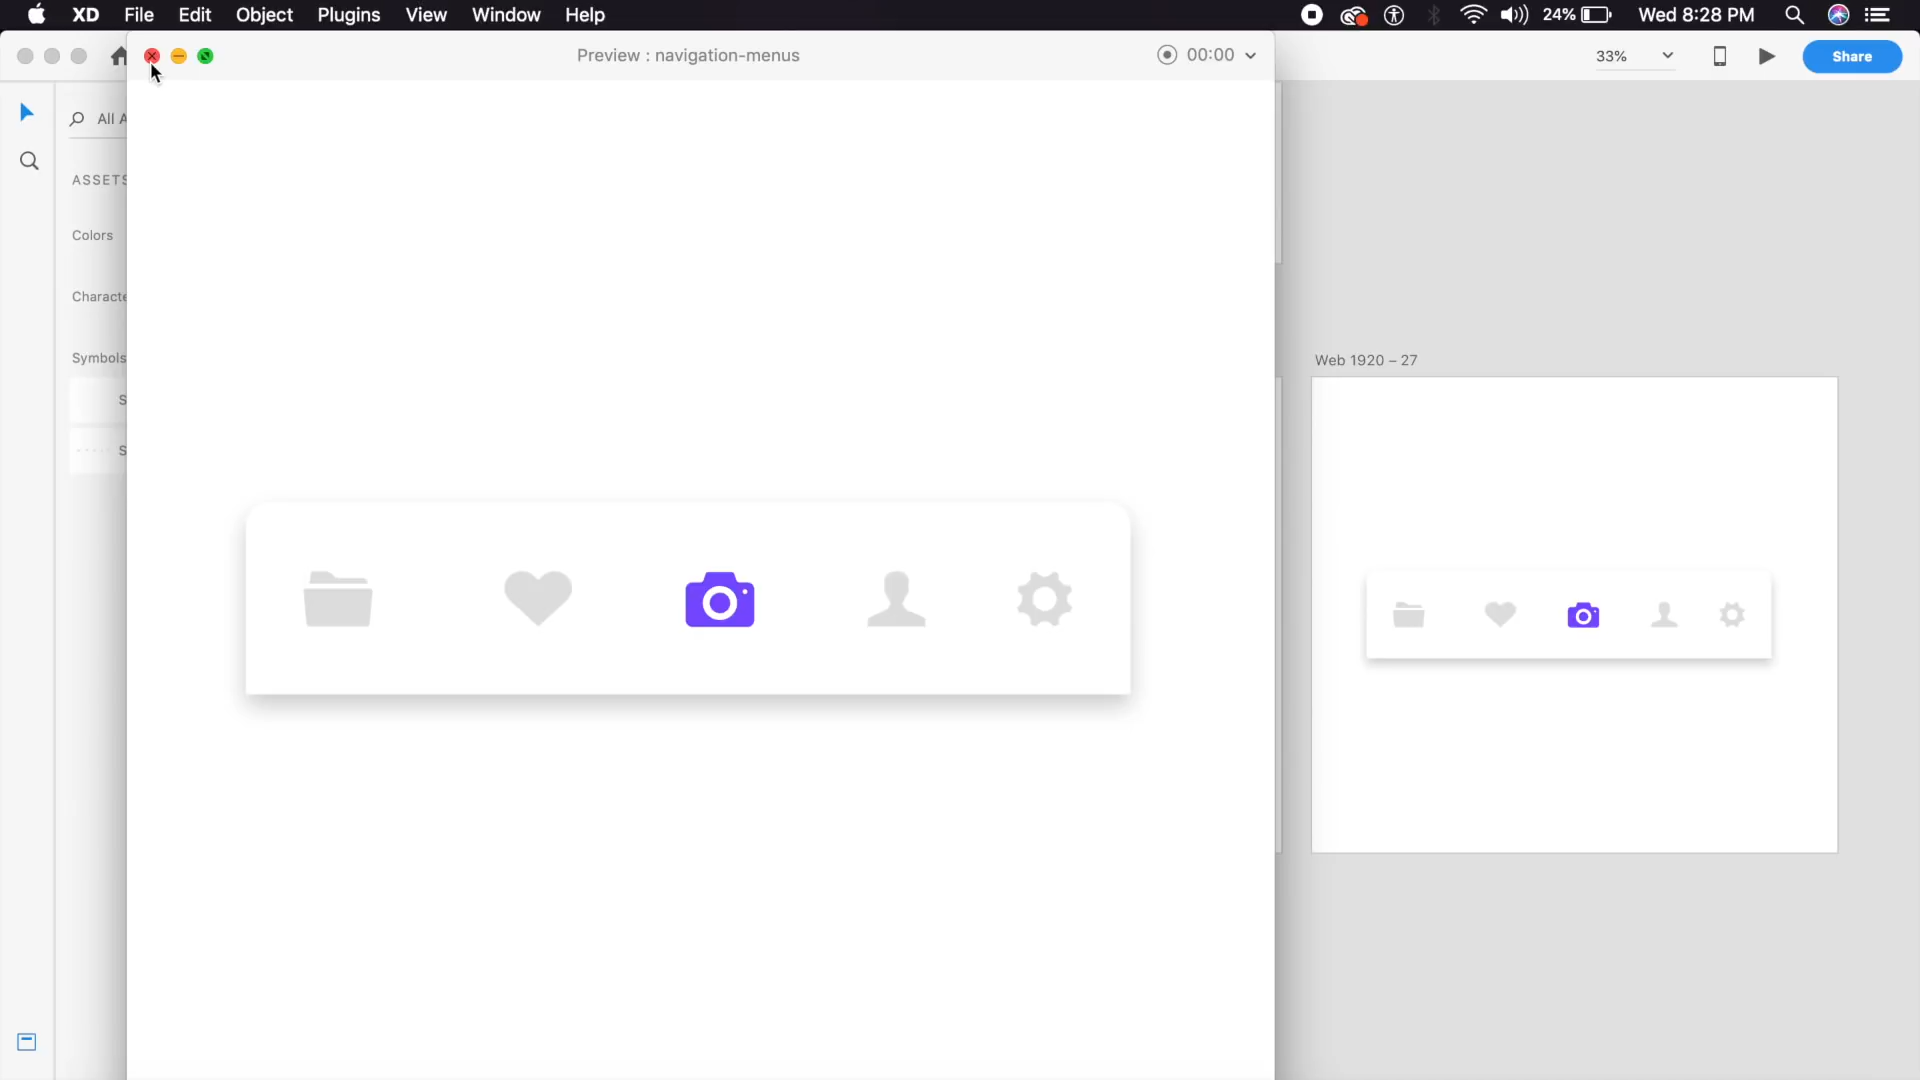 XD File Edit Object Plugins View Window Help 24% Wed 8:28 PM
Preview : navigation-menus 00:00 33% Share
All A
ASSETS
Colors
Characte
Symbols
S
S
Web 1920 – 27